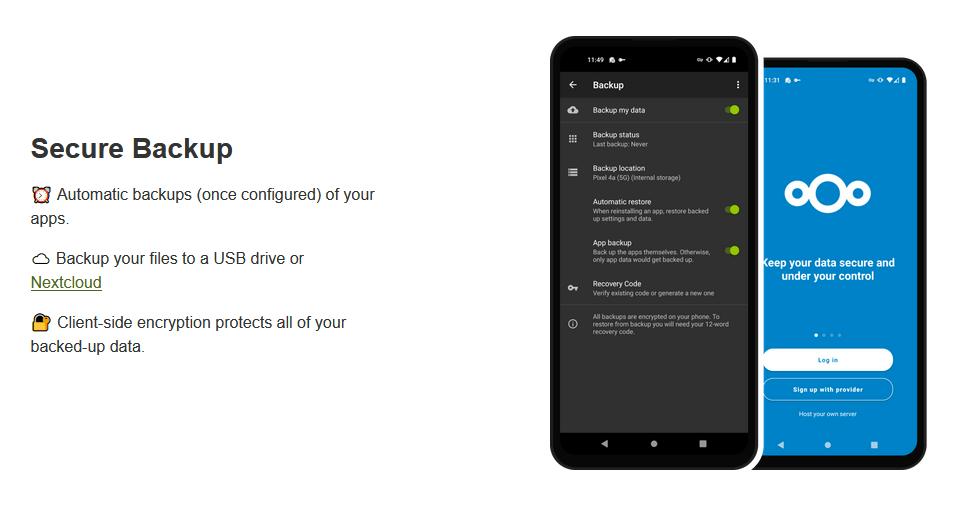 Secure Backup
Automatic backups (once configured) of your
apps.
Backup your files to a USB drive or
Nextcloud
Client-side encryption protects all of your
backed-up data.
11:49
Backup
Backup my data
Backup status
Last backup: Never
Backup location
Pixel 4a (5G) (Internal storage)
Automatic restore
When reinstalling an app, restore backed
up settings and data.
App backup
Back up the apps themselves. Otherwise,
only app data would get backed up.
Recovery Code
Verify existing code or generate a new one
All backups are encrypted on your phone. To
restore from backup you will need your 12-word
recovery code.
11:31
Keep your data secure and
under your control
Log in
Sign up with provider
Host your own server